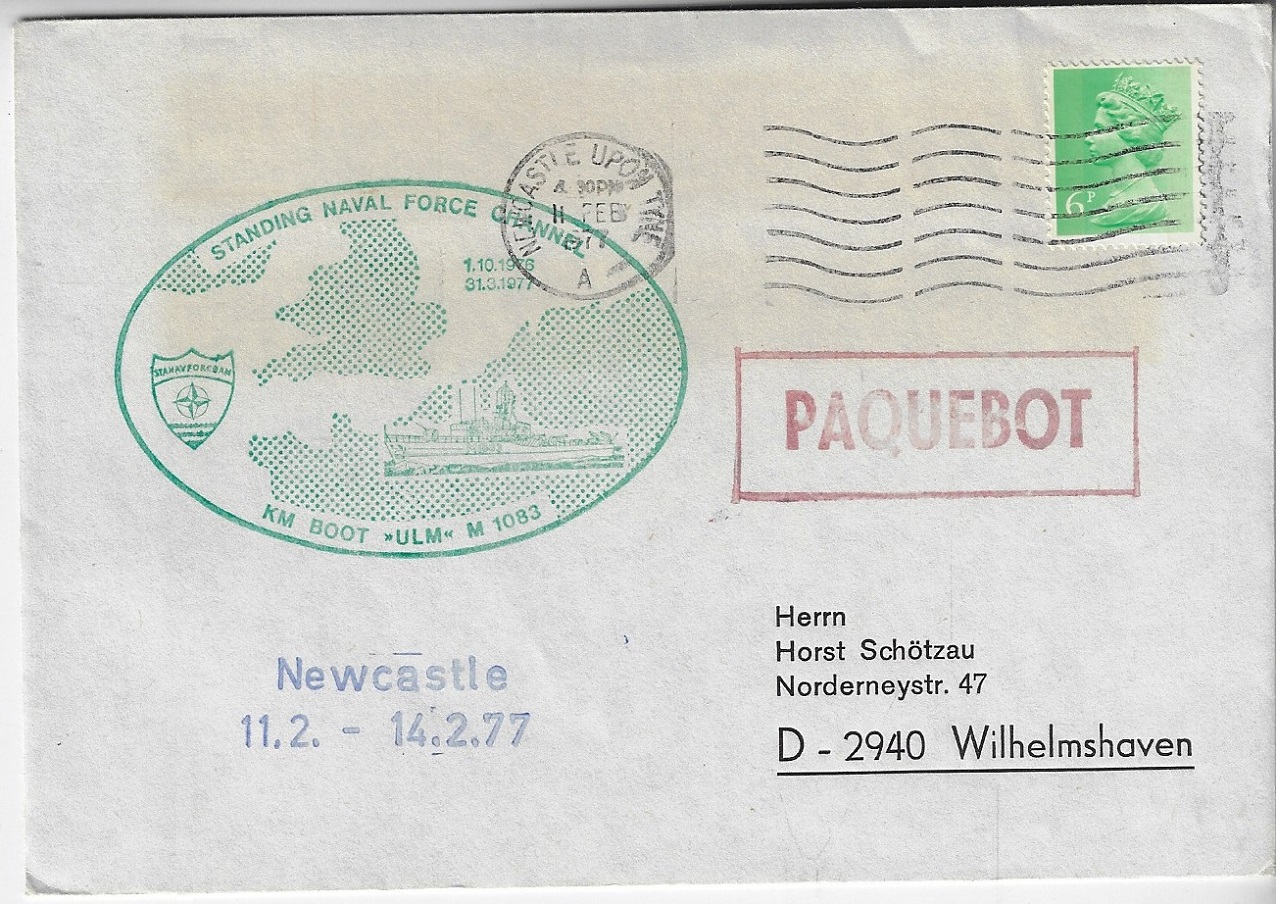 NEWCASTLE UPON TYNE
30PM
11 FEB
77
A
6P
STANDING NAVAL FORCE CHANNEL
1.10.1976
31.3.1977
STANAVFORCHAN
KM BOOT »ULM« M 1083
PAQUEBOT
Newcastle
11.2. - 14.2.77
Herrn
Horst Schötzau
Norderneystr. 47
D - 2940 Wilhelmshaven